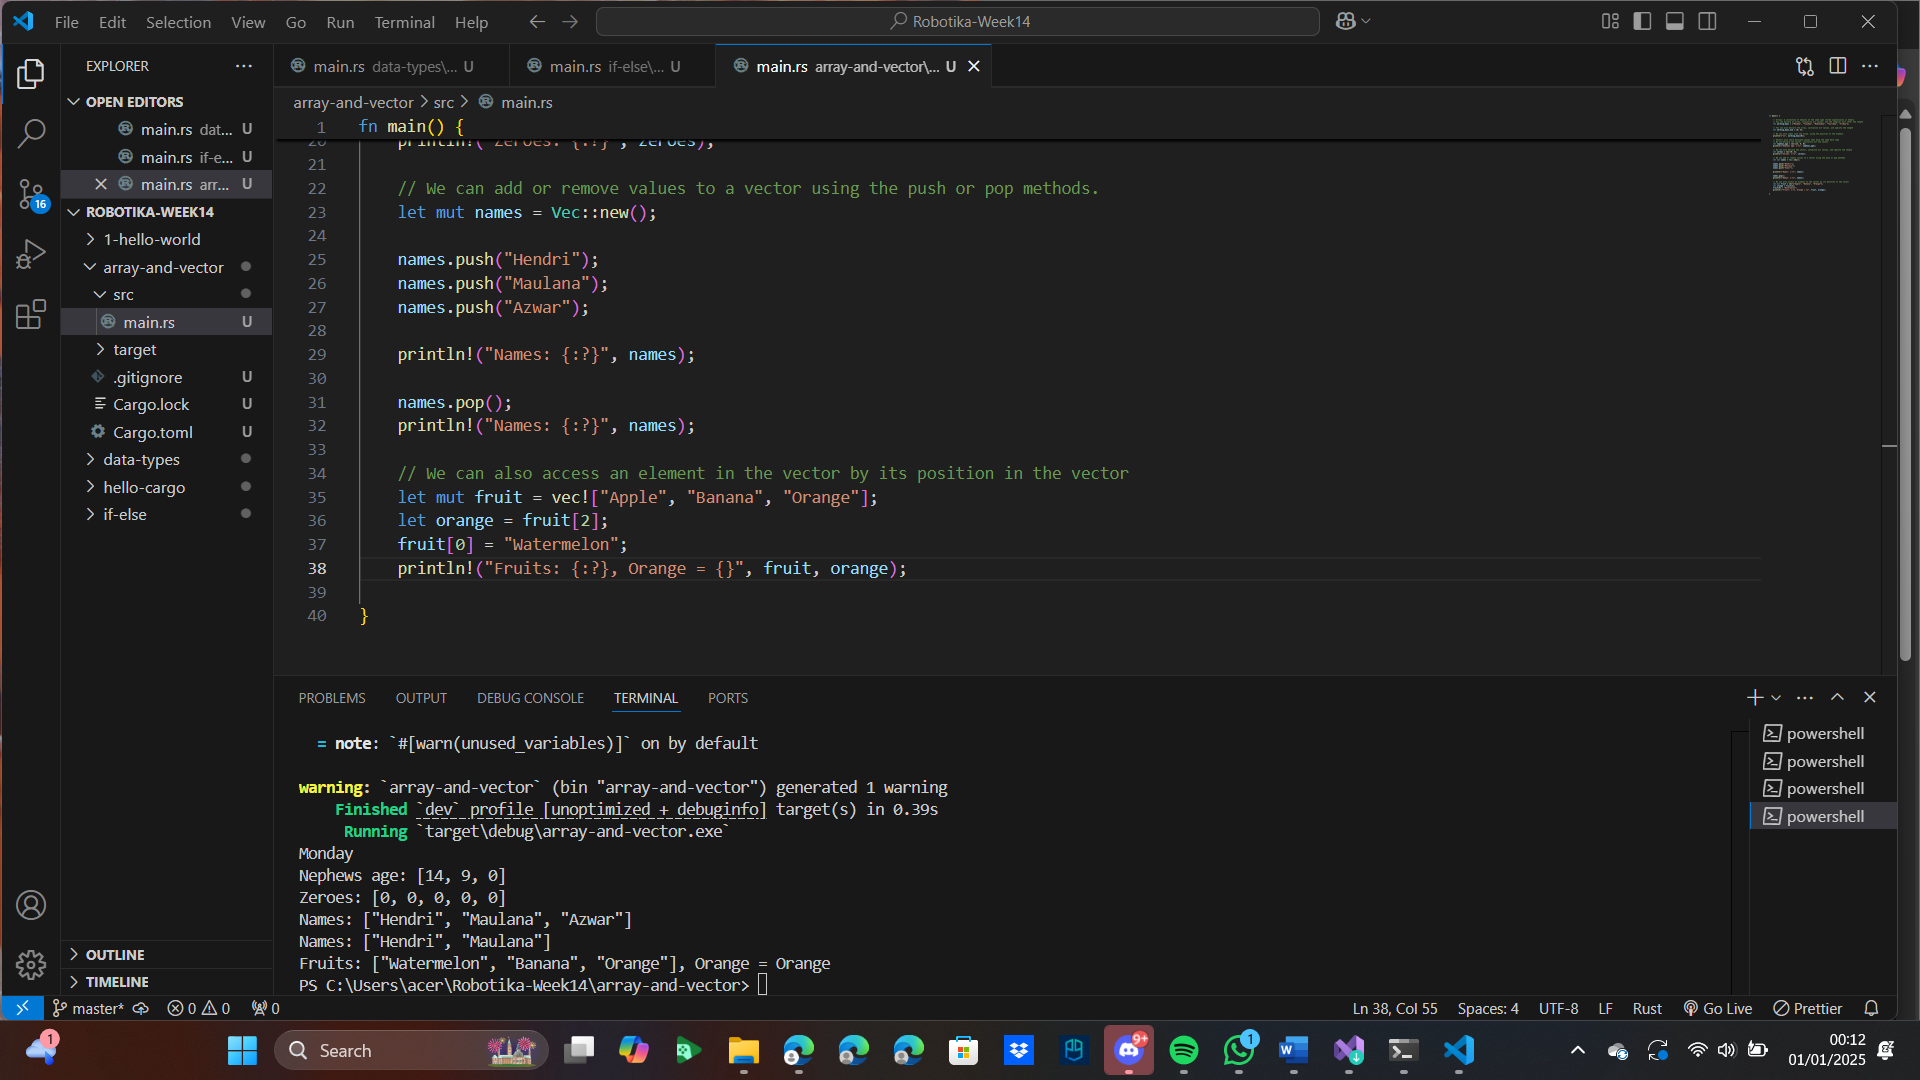 File Edit Selection View Go Run Terminal Help
Robotika-Week14
EXPLORER
OPEN EDITORS
main.rs dat... U
main.rs if-e... U
main.rs arr... U
ROBOTIKA-WEEK14
1-hello-world
array-and-vector
src
main.rs U
target
.gitignore U
Cargo.lock U
Cargo.toml U
data-types
hello-cargo
if-else
OUTLINE
TIMELINE
16
main.rs data-types\... U
main.rs if-else\... U
main.rs array-and-vector\... U
array-and-vector > src > main.rs
1 fn main() {
20 println!("Zeroes: {:?}", zeroes);
21
22 // We can add or remove values to a vector using the push or pop methods.
23 let mut names = Vec::new();
24
25 names.push("Hendri");
26 names.push("Maulana");
27 names.push("Azwar");
28
29 println!("Names: {:?}", names);
30
31 names.pop();
32 println!("Names: {:?}", names);
33
34 // We can also access an element in the vector by its position in the vector
35 let mut fruit = vec!["Apple", "Banana", "Orange"];
36 let orange = fruit[2];
37 fruit[0] = "Watermelon";
38 println!("Fruits: {:?}, Orange = {}", fruit, orange);
39
40 }
PROBLEMS OUTPUT DEBUG CONSOLE TERMINAL PORTS
= note: `#[warn(unused_variables)]` on by default
warning: `array-and-vector` (bin "array-and-vector") generated 1 warning
Finished `dev` profile [unoptimized + debuginfo] target(s) in 0.39s
Running `target\debug\array-and-vector.exe`
Monday
Nephews age: [14, 9, 0]
Zeroes: [0, 0, 0, 0, 0]
Names: ["Hendri", "Maulana", "Azwar"]
Names: ["Hendri", "Maulana"]
Fruits: ["Watermelon", "Banana", "Orange"], Orange = Orange
PS C:\Users\acer\Robotika-Week14\array-and-vector>
powershell
powershell
powershell
powershell
master* 0 0 0
Ln 38, Col 55 Spaces: 4 UTF-8 LF Rust Go Live Prettier
1
Search
9+
1
00:12
01/01/2025